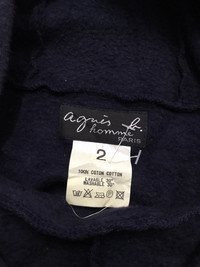 agnès b.
homme
PARIS
2
100% COTON COTTON
LAVABLE 30°
WASHABLE 30°